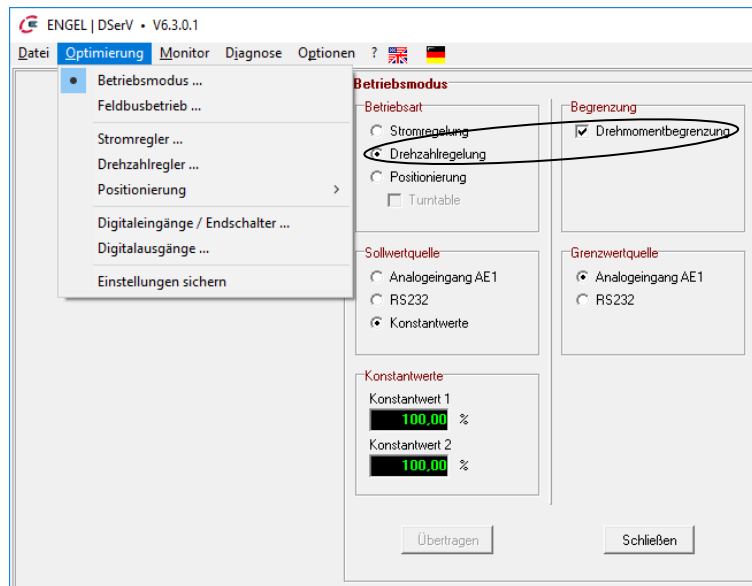 ENGEL | DSerV • V6.3.0.1
Datei Optimierung Monitor Diagnose Optionen ?
Betriebsmodus ...
Feldbusbetrieb ...
Stromregler ...
Drehzahlregler ...
Positionierung >
Digitaleingänge / Endschalter ...
Digitalausgänge ...
Einstellungen sichern
Betriebsmodus
Betriebsart
Stromregelung
Drehzahlregelung
Positionierung
Turntable
Begrenzung
Drehmomentbegrenzung
Sollwertquelle
Analogeingang AE1
RS232
Konstantwerte
Grenzwertquelle
Analogeingang AE1
RS232
Konstantwerte
Konstantwert 1
100,00 %
Konstantwert 2
100,00 %
Übertragen
Schließen